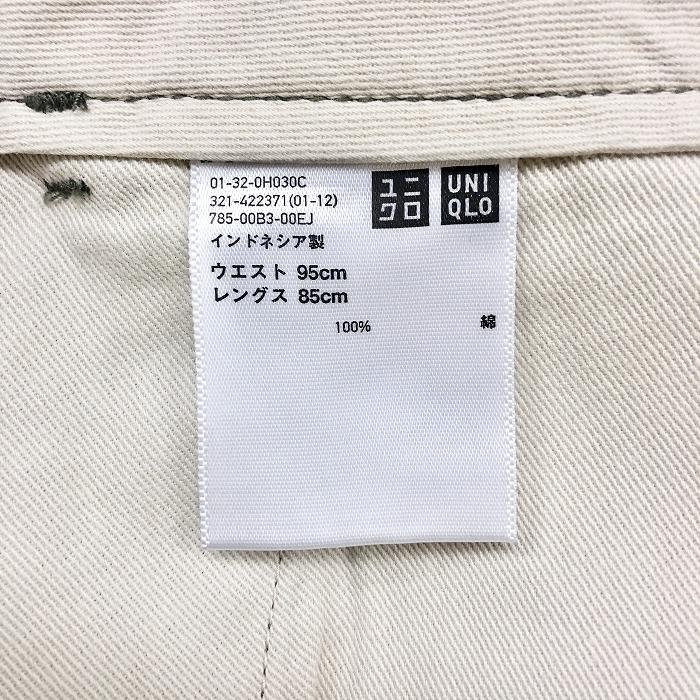 01-32-0H030C
321-422371(01-12)
785-00B3-00EJ
ユニ
クロ
UNI
QLO
インドネシア製
ウエスト 95cm
レングス 85cm
100% 綿